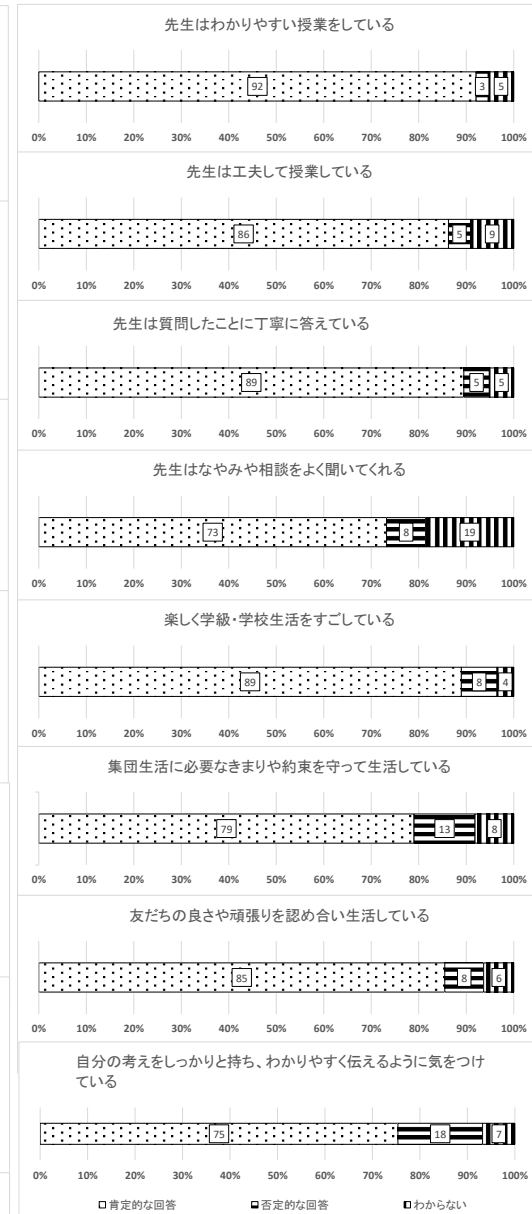 先生はわかりやすい授業をしている
92 3 5
0% 10% 20% 30% 40% 50% 60% 70% 80% 90% 100%
先生は工夫して授業している
86 5 9
0% 10% 20% 30% 40% 50% 60% 70% 80% 90% 100%
先生は質問したことに丁寧に答えている
89 5 5
0% 10% 20% 30% 40% 50% 60% 70% 80% 90% 100%
先生はなやみや相談をよく聞いてくれる
73 8 19
0% 10% 20% 30% 40% 50% 60% 70% 80% 90% 100%
楽しく学級・学校生活をすごしている
89 8 4
0% 10% 20% 30% 40% 50% 60% 70% 80% 90% 100%
集団生活に必要なきまりや約束を守って生活している
79 13 8
0% 10% 20% 30% 40% 50% 60% 70% 80% 90% 100%
友だちの良さや頑張りを認め合い生活している
85 8 6
0% 10% 20% 30% 40% 50% 60% 70% 80% 90% 100%
自分の考えをしっかりと持ち、わかりやすく伝えるように気をつけ
ている
75 18 7
0% 10% 20% 30% 40% 50% 60% 70% 80% 90% 100%
肯定的な回答 否定的な回答 わからない